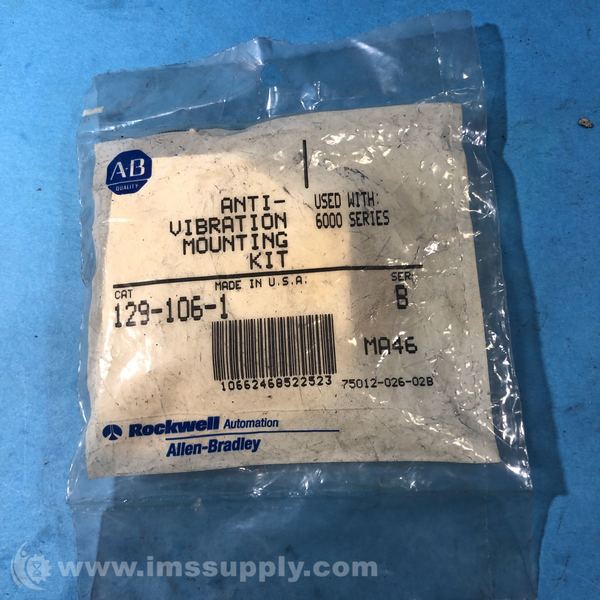 AB
QUALITY
ANTI-
VIBRATION
MOUNTING
KIT
USED WITH:
6000 SERIES
MADE IN U.S.A.
CAT
129-106-1
SER
B
MA46
10662468522523
75012-026-02B
Rockwell Automation
Allen-Bradley
www.imssupply.com